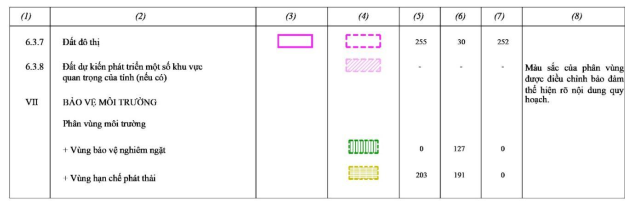 (1) (2) (3) (4) (5) (6) (7) (8)
6.3.7 Đất đô thị 255 30 252
6.3.8 Đất dự kiến phát triển một số khu vực quan trọng của tỉnh (nếu có) - - - Màu sắc của phân vùng được điều chỉnh bảo đảm thể hiện rõ nội dung quy hoạch.
VII BẢO VỆ MÔI TRƯỜNG
Phân vùng môi trường
+ Vùng bảo vệ nghiêm ngặt 0 127 0
+ Vùng hạn chế phát thải 203 191 0